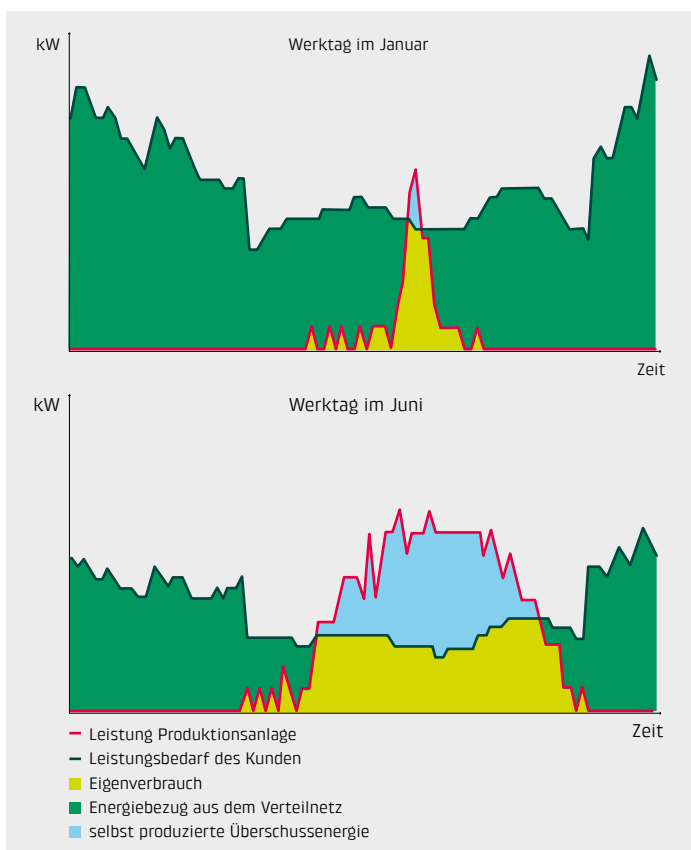 kW
Werktag im Januar
Zeit
kW
Werktag im Juni
Zeit
Leistung Produktionsanlage
Leistungsbedarf des Kunden
Eigenverbrauch
Energiebezug aus dem Verteilnetz
selbst produzierte Überschussenergie